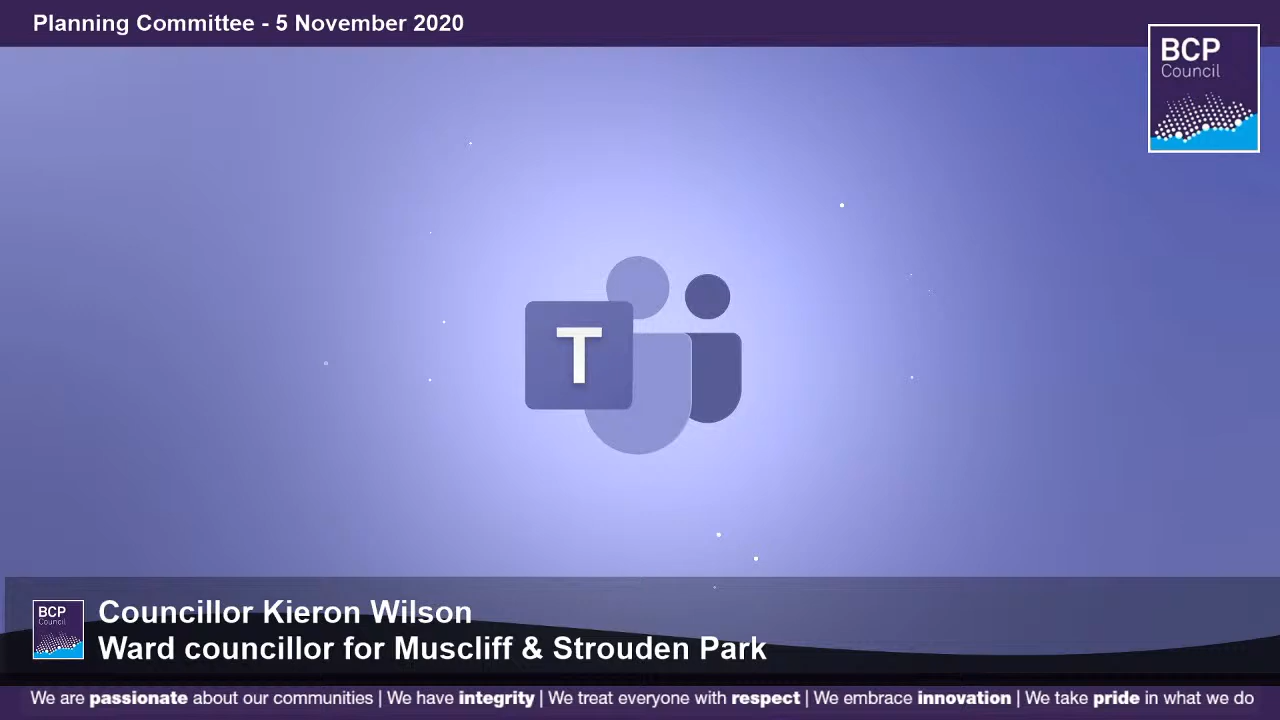 Planning Committee - 5 November 2020
BCP
Council
T
BCP
Council
Councillor Kieron Wilson
Ward councillor for Muscliff & Strouden Park
We are passionate about our communities | We have integrity | We treat everyone with respect | We embrace innovation | We take pride in what we do